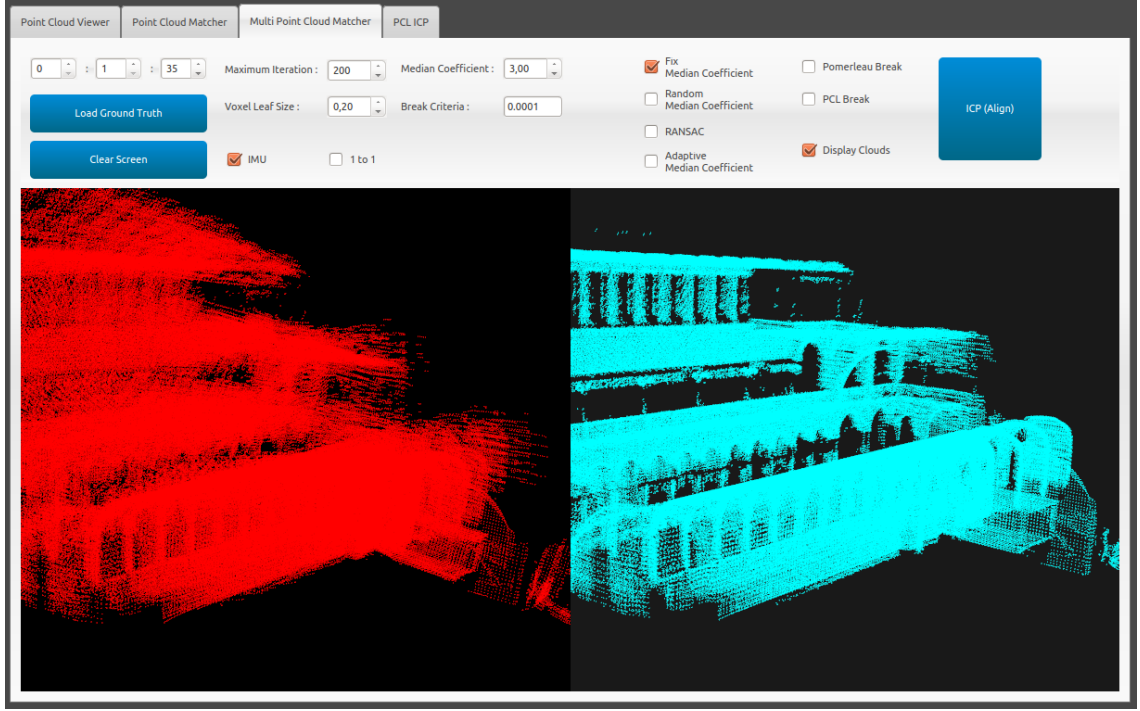 Point Cloud Viewer
Point Cloud Matcher
Multi Point Cloud Matcher
PCL ICP
0 : 1 : 35
Maximum Iteration : 200
Median Coefficient : 3,00
Fix
Median Coefficient
Pomerleau Break
Load Ground Truth
Voxel Leaf Size : 0,20
Break Criteria : 0.0001
Random
Median Coefficient
PCL Break
ICP (Align)
RANSAC
Clear Screen
IMU
1 to 1
Adaptive
Median Coefficient
Display Clouds